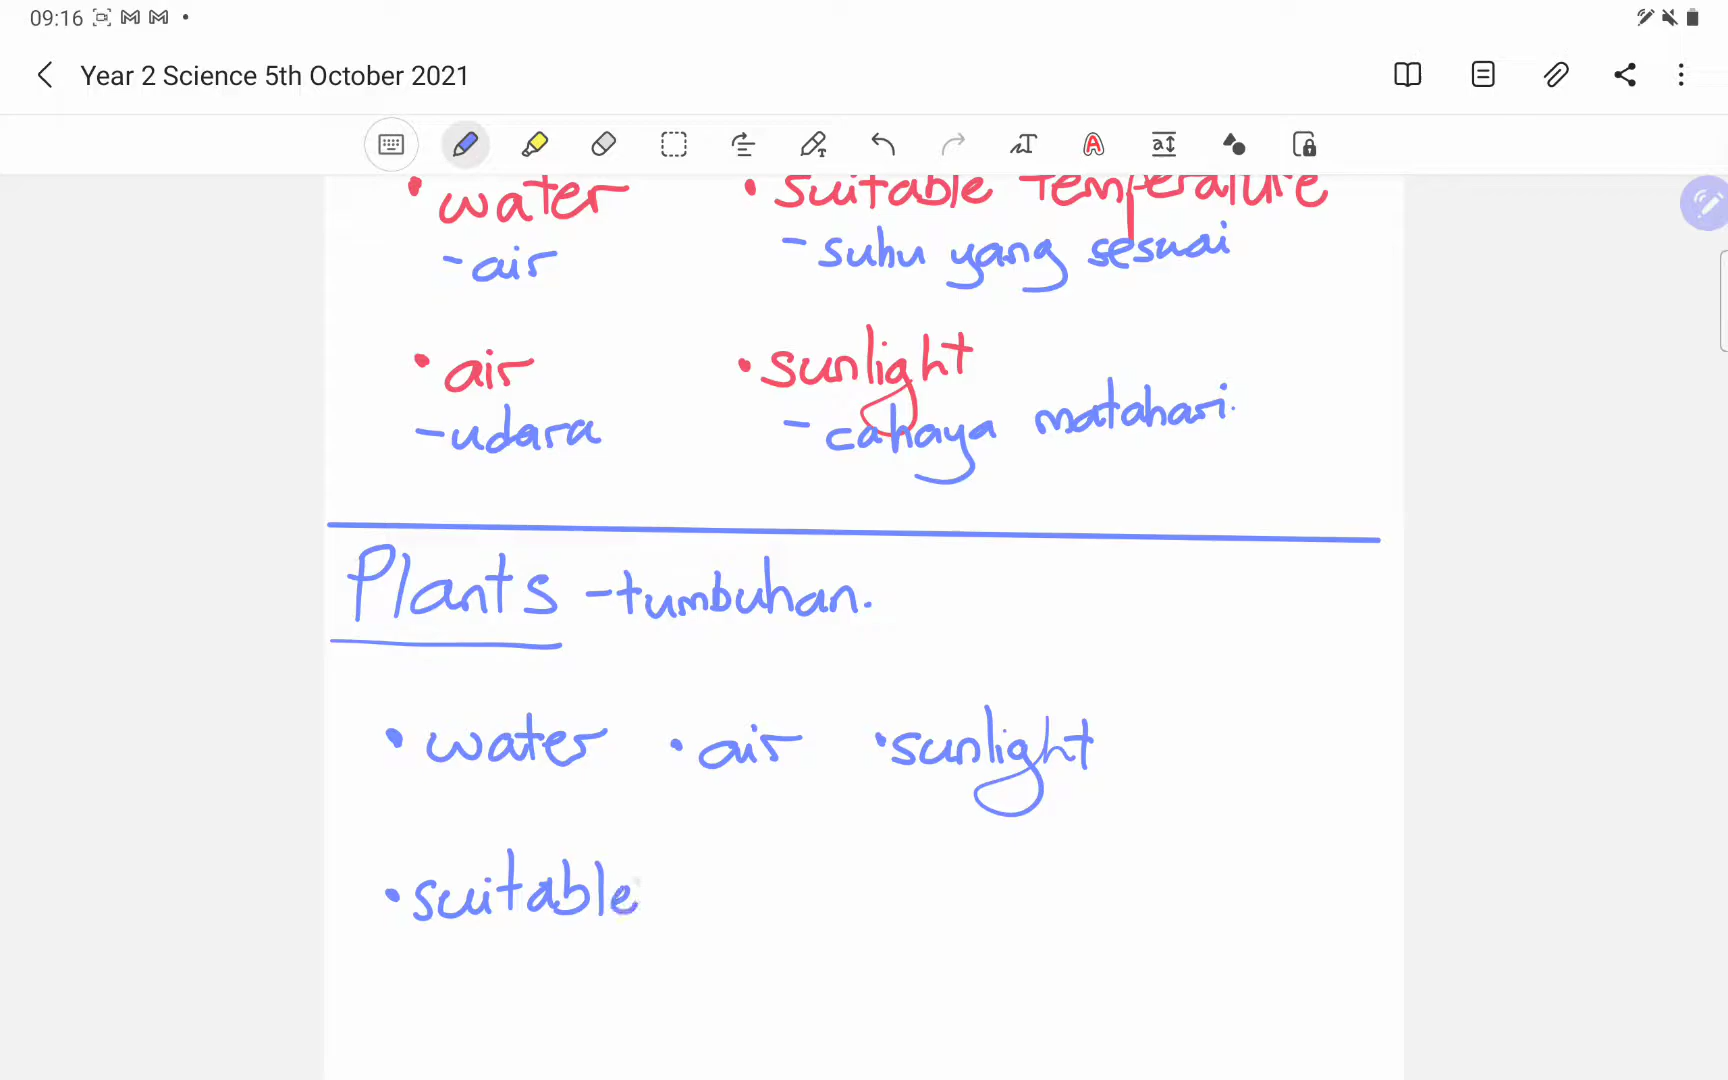 09:16
Year 2 Science 5th October 2021
• water • suitable temperature
- air - suhu yang sesuai
• air • sunlight
- udara - cahaya matahari.
Plants - tumbuhan.
• water • air • sunlight
• suitable